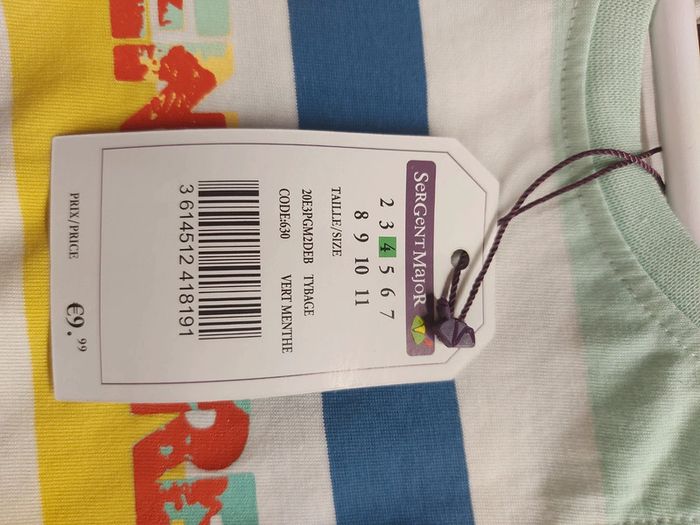 SeRGeNT MajoR
2 3 4 5 6 7
8 9 10 11
TAILLE/SIZE
20E3PGM2DEB TYBAGE
CODE:630 VERT MENTHE
3 614512 418191
PRIX/PRICE €9.99